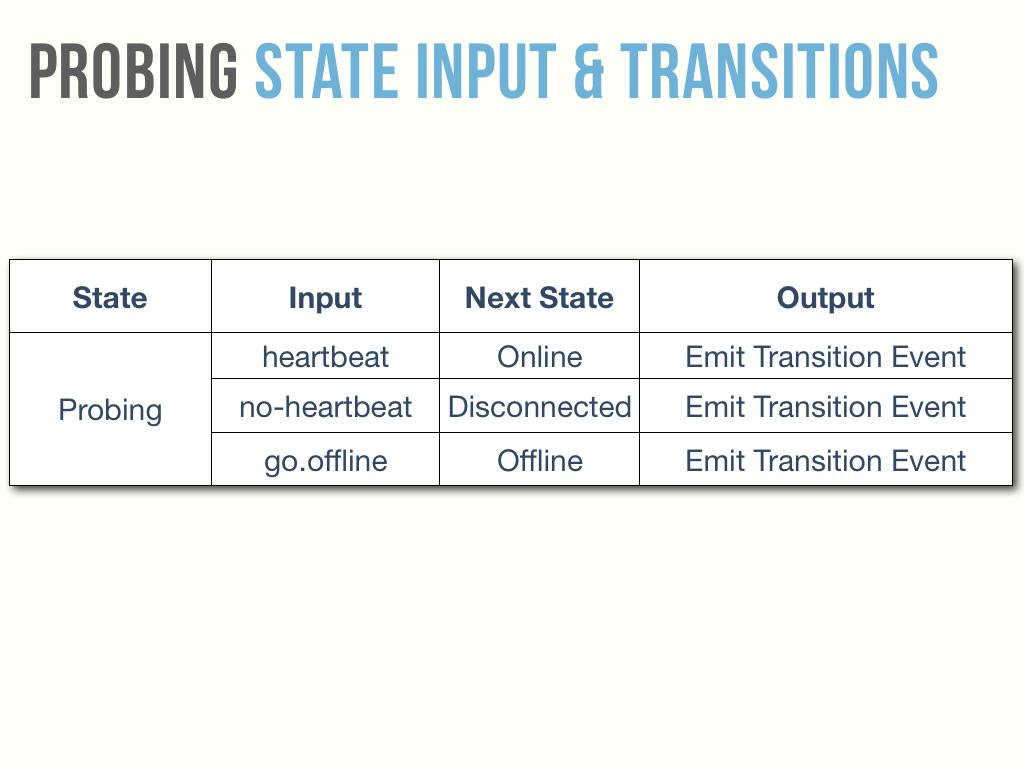 PROBING STATE INPUT & TRANSITIONS
State Input Next State Output
heartbeat Online Emit Transition Event
Probing no-heartbeat Disconnected Emit Transition Event
go.offline Offline Emit Transition Event